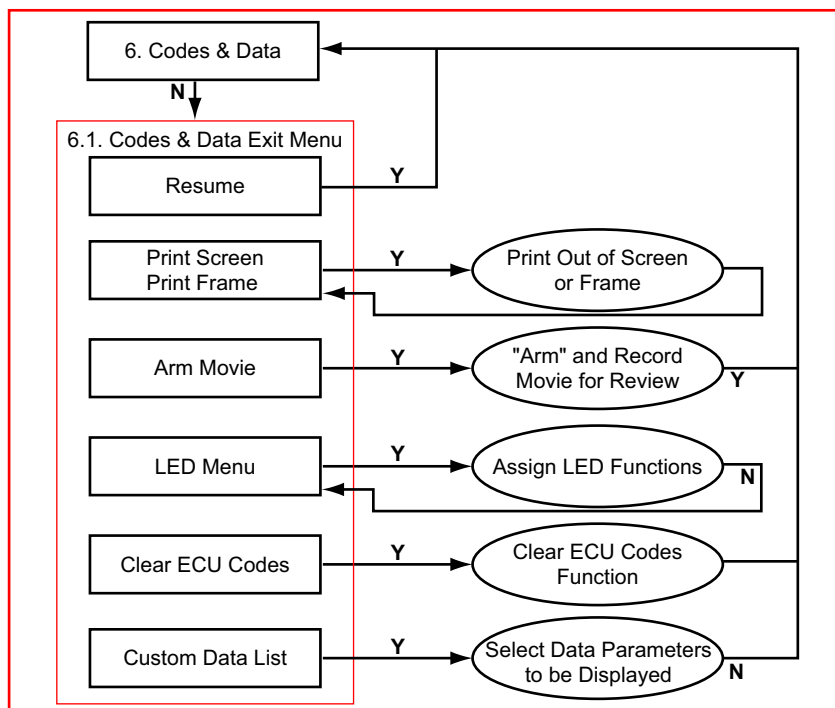 6. Codes & Data
N
6.1. Codes & Data Exit Menu
Resume
Y
Print Screen
Print Frame
Y
Print Out of Screen
or Frame
Arm Movie
Y
"Arm" and Record
Movie for Review
Y
LED Menu
Y
Assign LED Functions
N
Clear ECU Codes
Y
Clear ECU Codes
Function
Custom Data List
Y
Select Data Parameters
to be Displayed
N